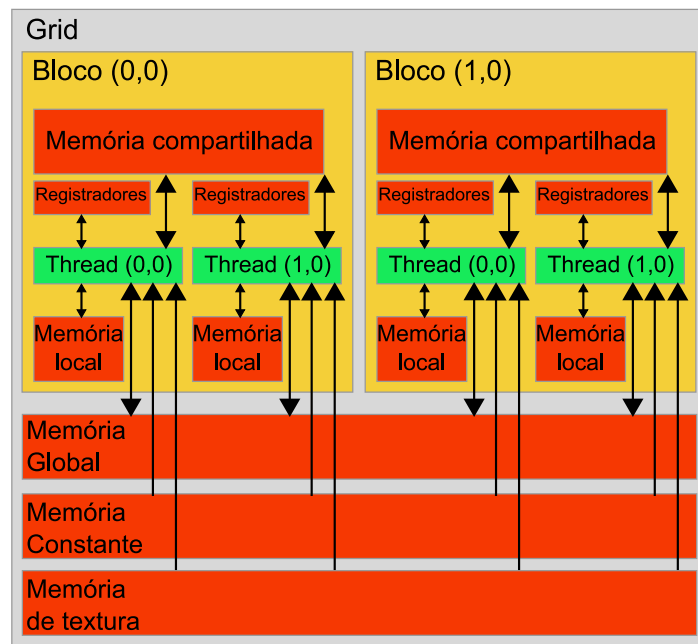 Grid
Bloco (0,0)
Bloco (1,0)
Memória compartilhada
Memória compartilhada
Registradores
Registradores
Registradores
Registradores
Thread (0,0)
Thread (1,0)
Thread (0,0)
Thread (1,0)
Memória
local
Memória
local
Memória
local
Memória
local
Memória
Global
Memória
Constante
Memória
de textura